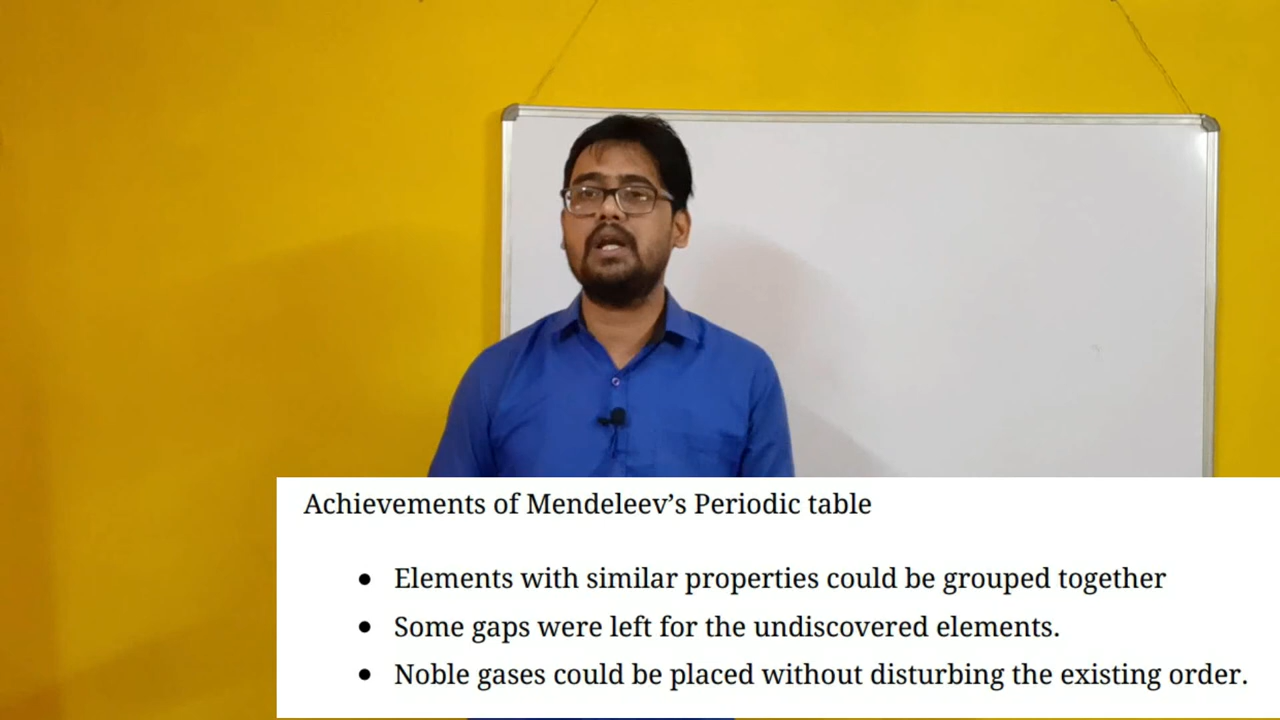 Achievements of Mendeleev’s Periodic table
● Elements with similar properties could be grouped together
● Some gaps were left for the undiscovered elements.
● Noble gases could be placed without disturbing the existing order.